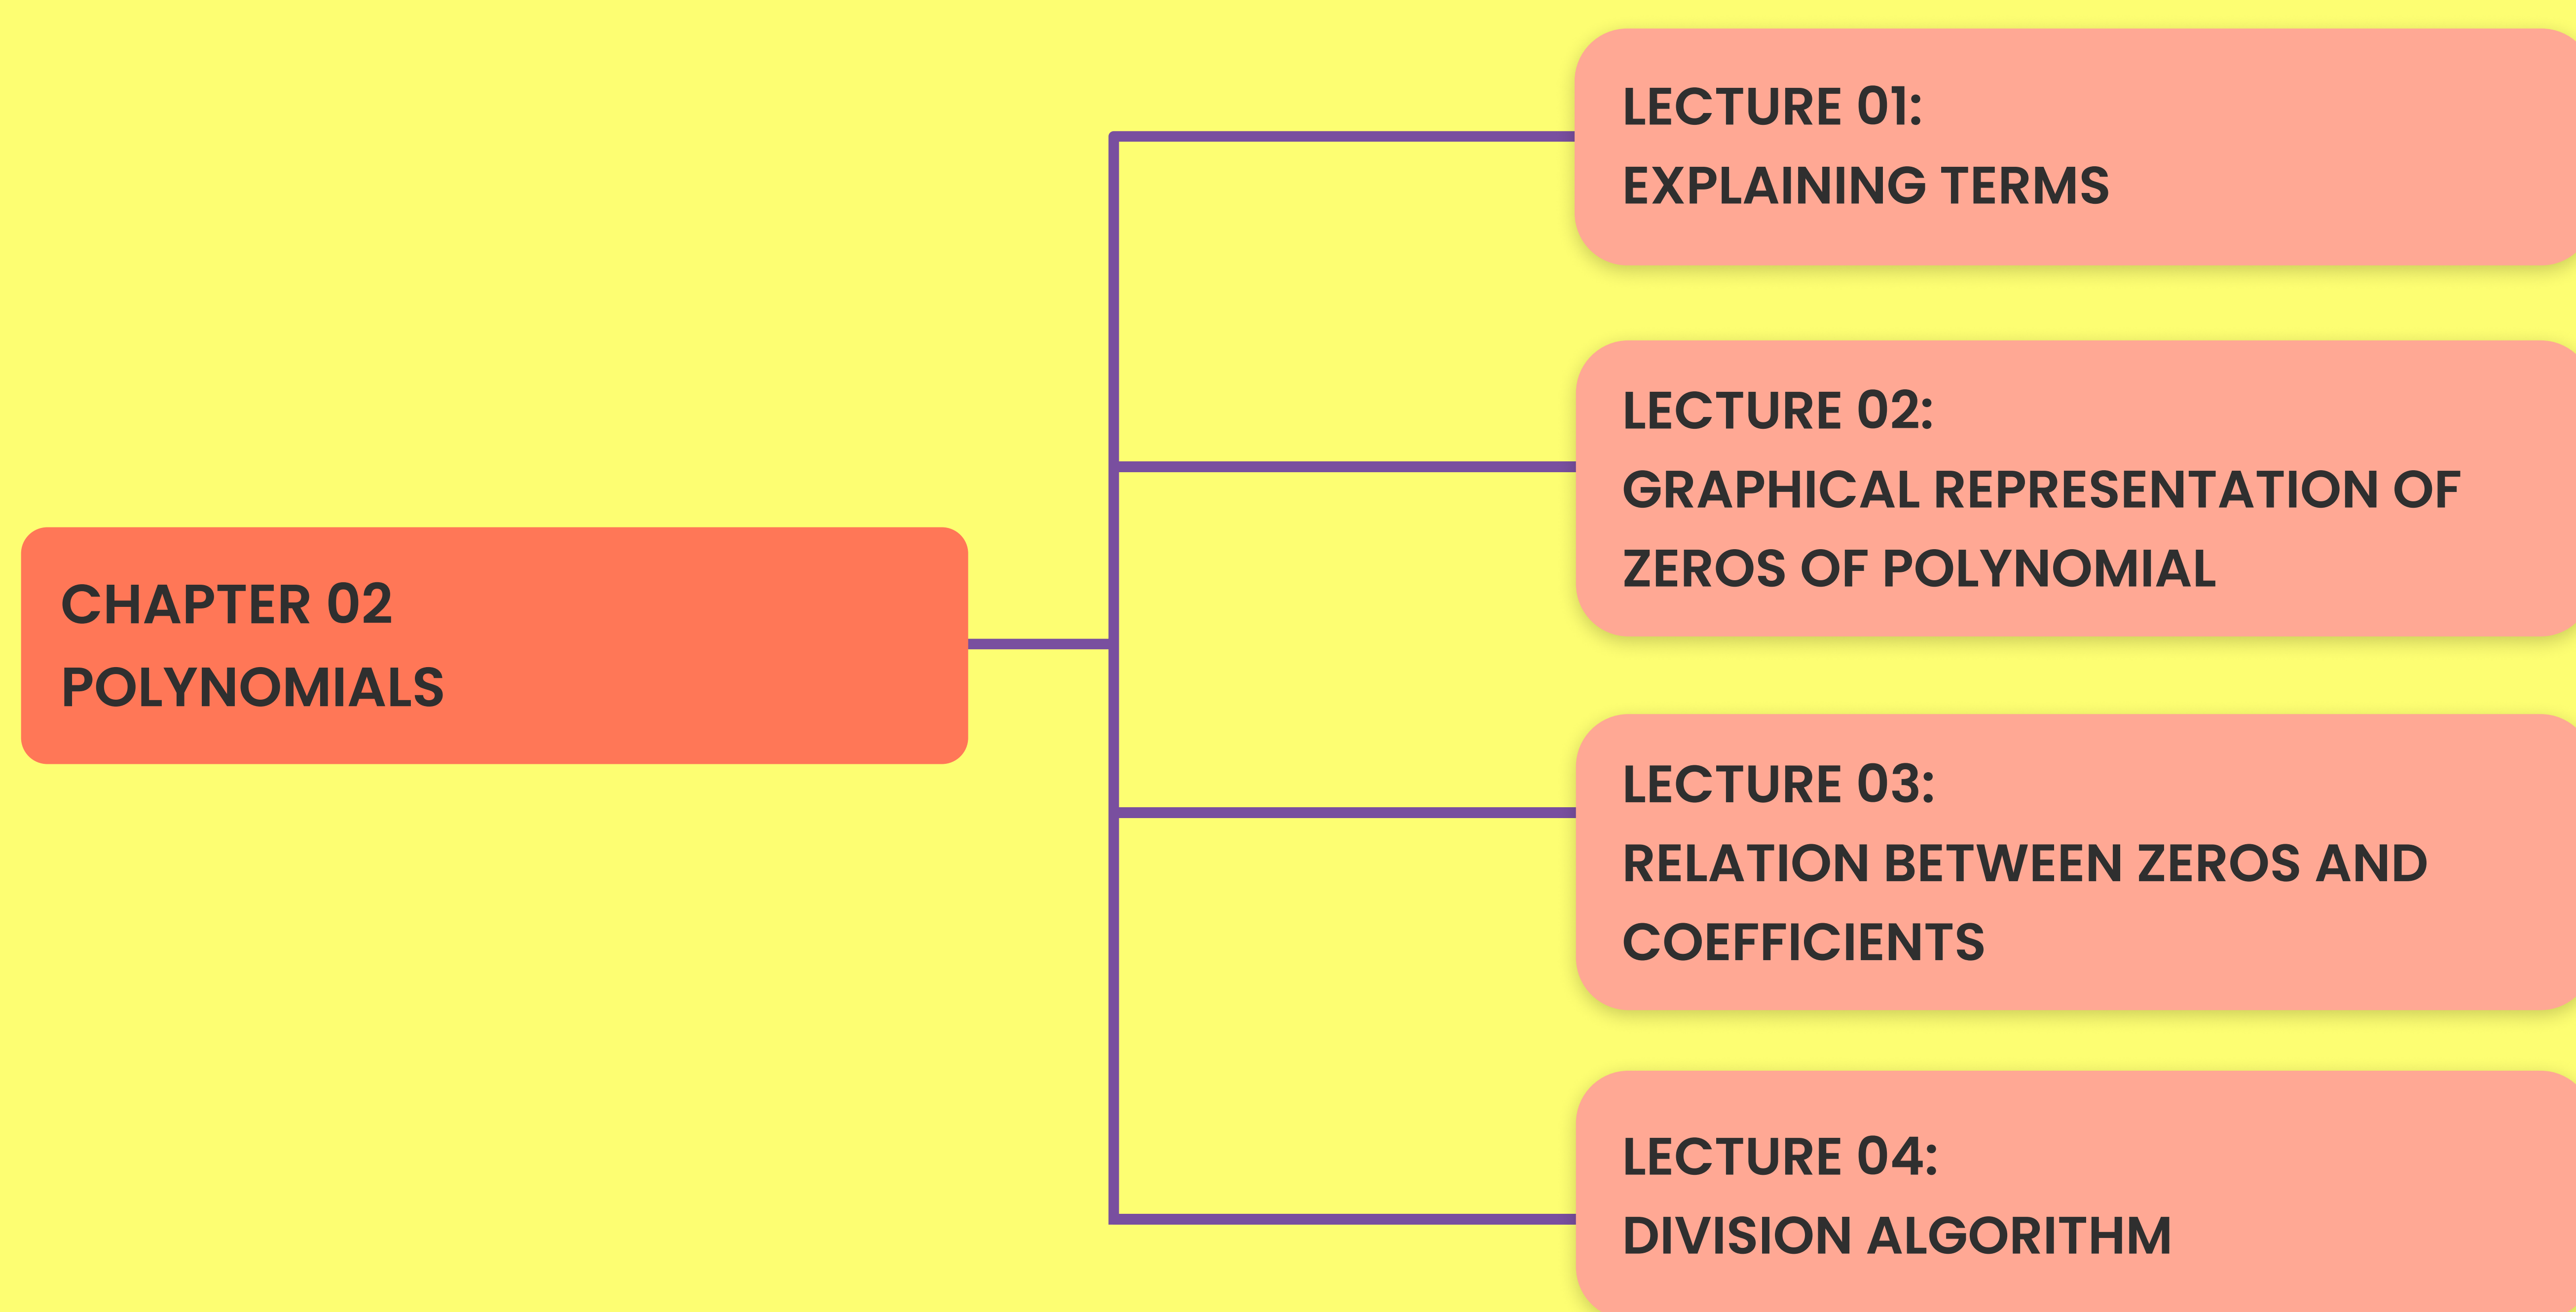 CHAPTER 02
POLYNOMIALS
LECTURE 01:
EXPLAINING TERMS
LECTURE 02:
GRAPHICAL REPRESENTATION OF
ZEROS OF POLYNOMIAL
LECTURE 03:
RELATION BETWEEN ZEROS AND
COEFFICIENTS
LECTURE 04:
DIVISION ALGORITHM